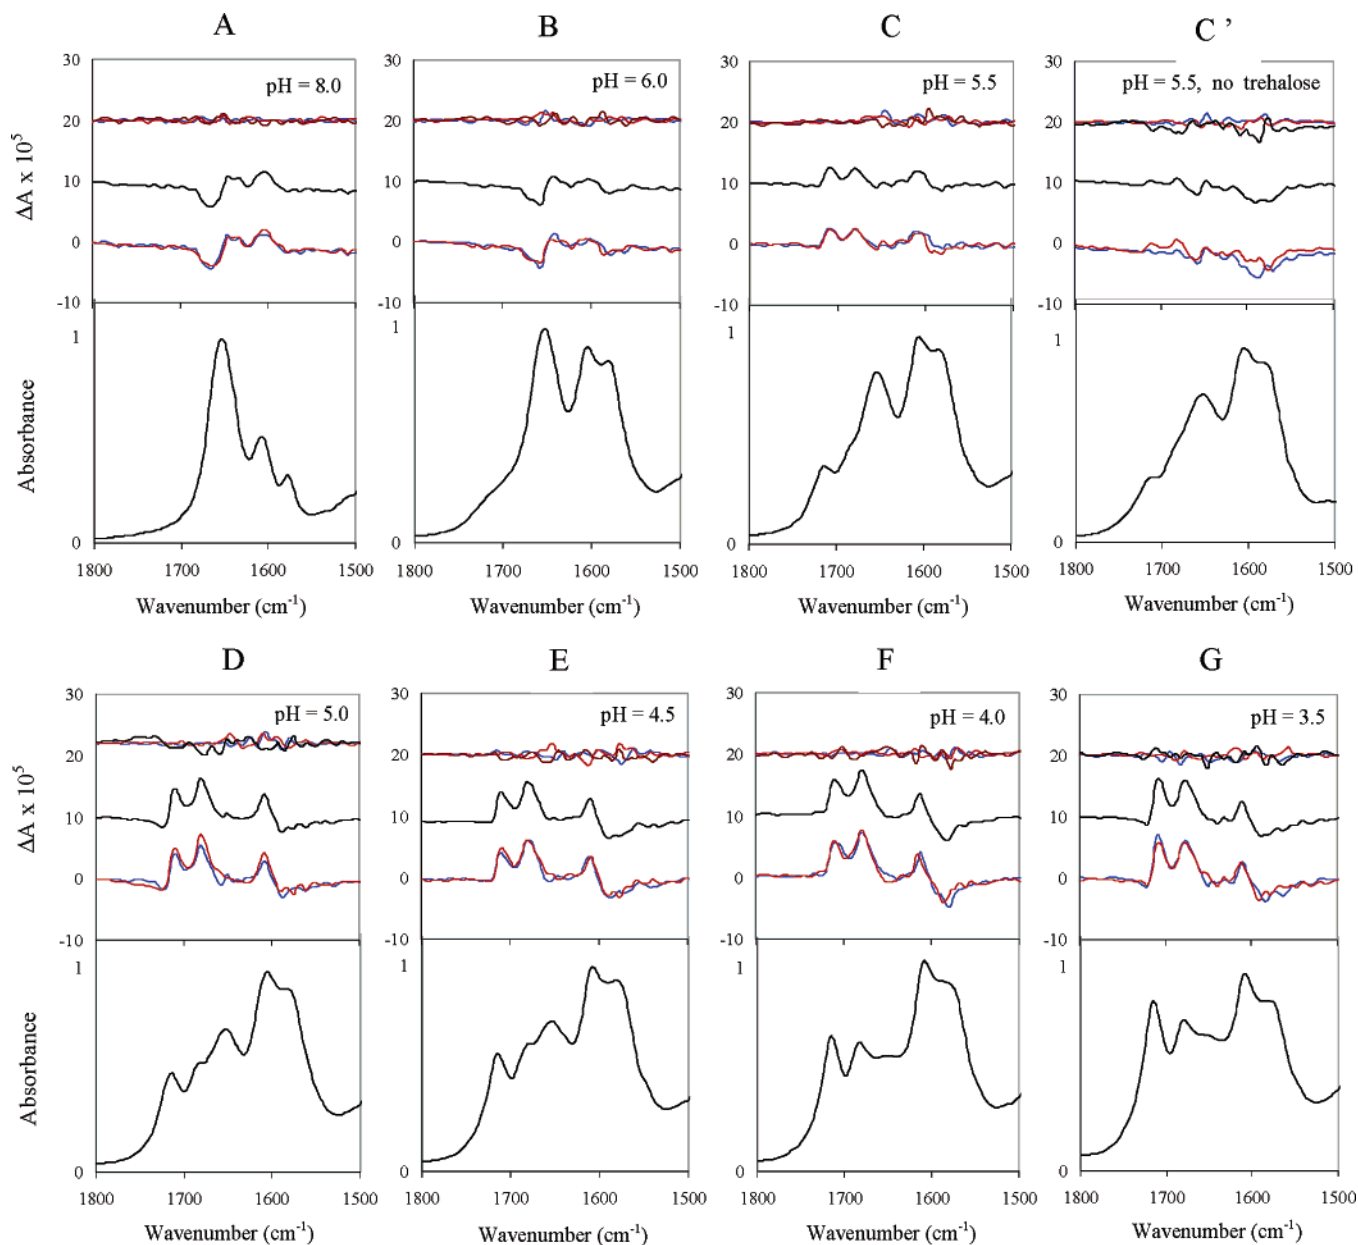 A B C C '
pH = 8.0 pH = 6.0 pH = 5.5 pH = 5.5, no trehalose
30 30 30 30
20 20 20 20
10 10 10 10
0 0 0 0
-10 -10 -10 -10
ΔA x 10⁵
1 1 1 1
0 0 0 0
Absorbance
1800 1700 1600 1500 1800 1700 1600 1500 1800 1700 1600 1500 1800 1700 1600 1500
Wavenumber (cm⁻¹) Wavenumber (cm⁻¹) Wavenumber (cm⁻¹) Wavenumber (cm⁻¹)
D E F G
pH = 5.0 pH = 4.5 pH = 4.0 pH = 3.5
30 30 30 30
20 20 20 20
10 10 10 10
0 0 0 0
-10 -10 -10 -10
ΔA x 10⁵
1 1 1 1
0 0 0 0
Absorbance
1800 1700 1600 1500 1800 1700 1600 1500 1800 1700 1600 1500 1800 1700 1600 1500
Wavenumber (cm⁻¹) Wavenumber (cm⁻¹) Wavenumber (cm⁻¹) Wavenumber (cm⁻¹)